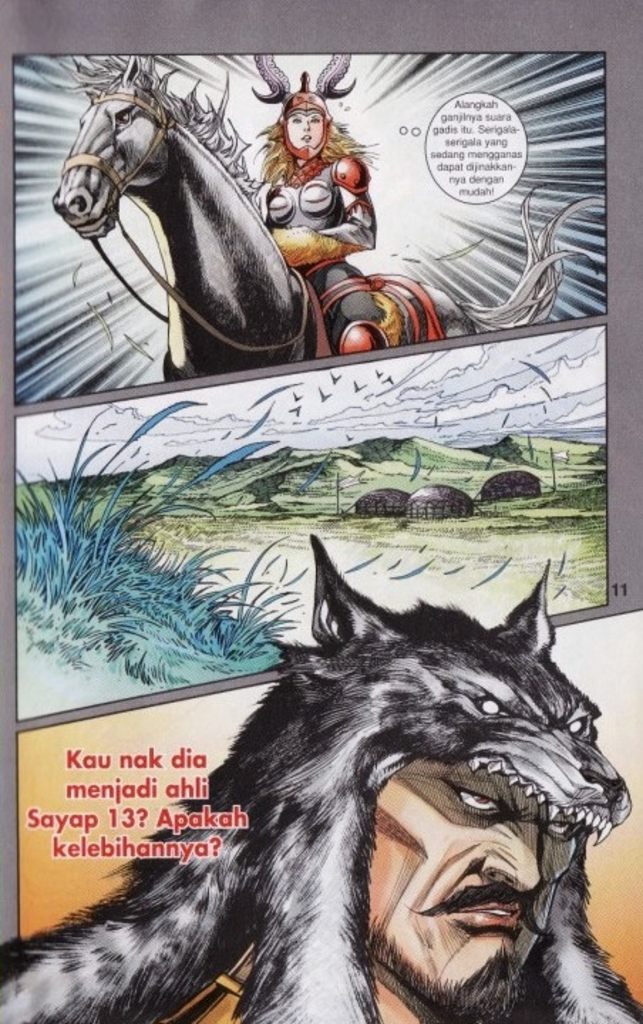 Alangkah
ganjilnya suara
gadis itu. Serigala-
serigala yang
sedang mengganas
dapat dijinakkan-
nya dengan
mudah!
11
Kau nak dia
menjadi ahli
Sayap 13? Apakah
kelebihannya?